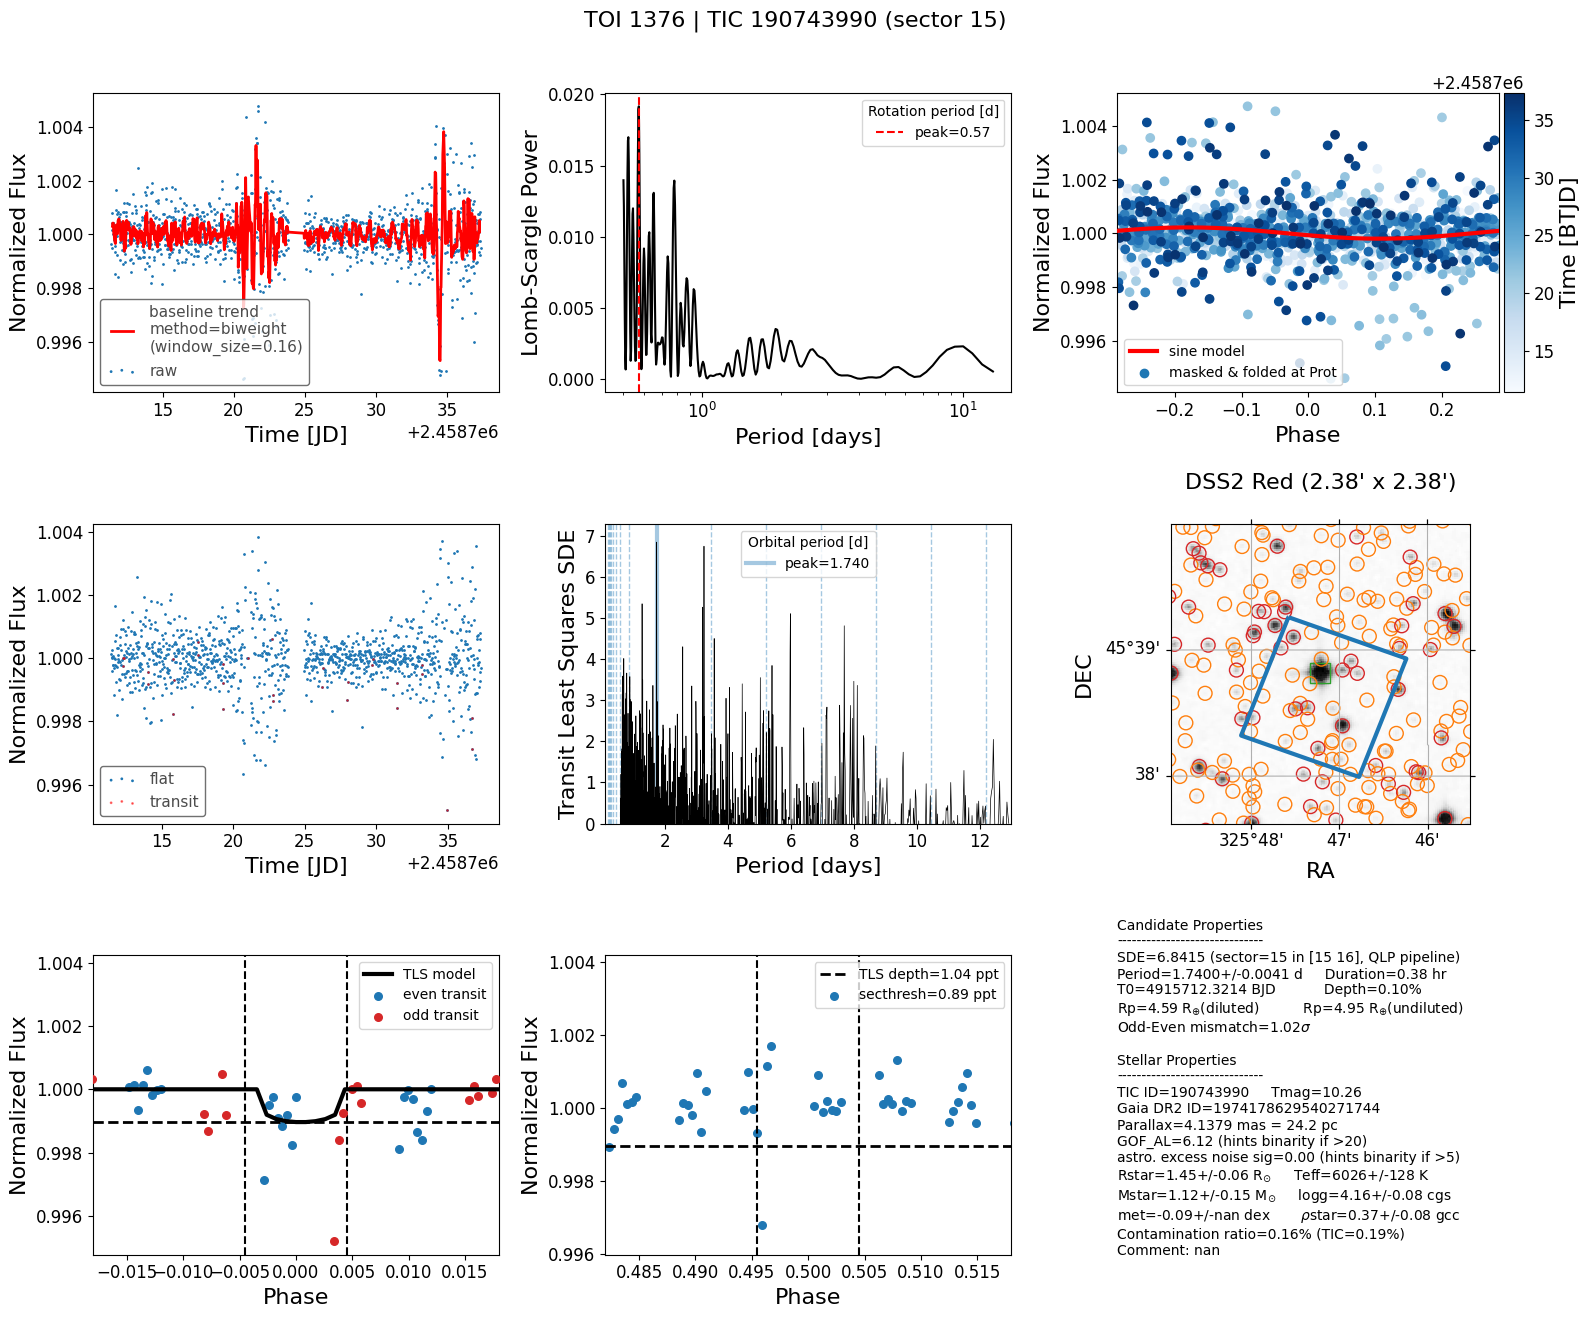 TOI 1376 | TIC 190743990 (sector 15)
Normalized Flux
1.004
1.002
1.000
0.998
0.996
baseline trend
method=biweight
(window_size=0.16)
raw
15
20
25
30
35
Time [JD]
+2.4587e6
Lomb-Scargle Power
0.020
0.015
0.010
0.005
0.000
Rotation period [d]
peak=0.57
10^0
10^1
Period [days]
Normalized Flux
1.004
1.002
1.000
0.998
0.996
sine model
masked & folded at Prot
−0.2
−0.1
0.0
0.1
0.2
Phase
+2.4587e6
35
30
25
20
15
Time [BTJD]
Normalized Flux
1.004
1.002
1.000
0.998
0.996
flat
transit
15
20
25
30
35
Time [JD]
+2.4587e6
Transit Least Squares SDE
7
6
5
4
3
2
1
0
Orbital period [d]
peak=1.740
2
4
6
8
10
12
Period [days]
DSS2 Red (2.38' x 2.38')
DEC
45°39'
38'
325°48'
47'
46'
RA
Normalized Flux
1.004
1.002
1.000
0.998
0.996
TLS model
even transit
odd transit
−0.015
−0.010
−0.005
0.000
0.005
0.010
0.015
Phase
Normalized Flux
1.004
1.002
1.000
0.998
0.996
TLS depth=1.04 ppt
secthresh=0.89 ppt
0.485
0.490
0.495
0.500
0.505
0.511
0.515
Phase
Candidate Properties
------------------------------
SDE=6.8415 (sector=15 in [15 16], QLP pipeline)
Period=1.7400+/-0.0041 d Duration=0.38 hr
T0=4915712.3214 BJD Depth=0.10%
Rp=4.59 R⊕(diluted) Rp=4.95 R⊕(undiluted)
Odd-Even mismatch=1.02σ
Stellar Properties
------------------------------
TIC ID=190743990 Tmag=10.26
Gaia DR2 ID=1974178629540271744
Parallax=4.1379 mas = 24.2 pc
GOF_AL=6.12 (hints binarity if >20)
astro. excess noise sig=0.00 (hints binarity if >5)
Rstar=1.45+/-0.06 R⊙ Teff=6026+/-128 K
Mstar=1.12+/-0.15 M⊙ logg=4.16+/-0.08 cgs
met=-0.09+/-nan dex ρstar=0.37+/-0.08 gcc
Contamination ratio=0.16% (TIC=0.19%)
Comment: nan